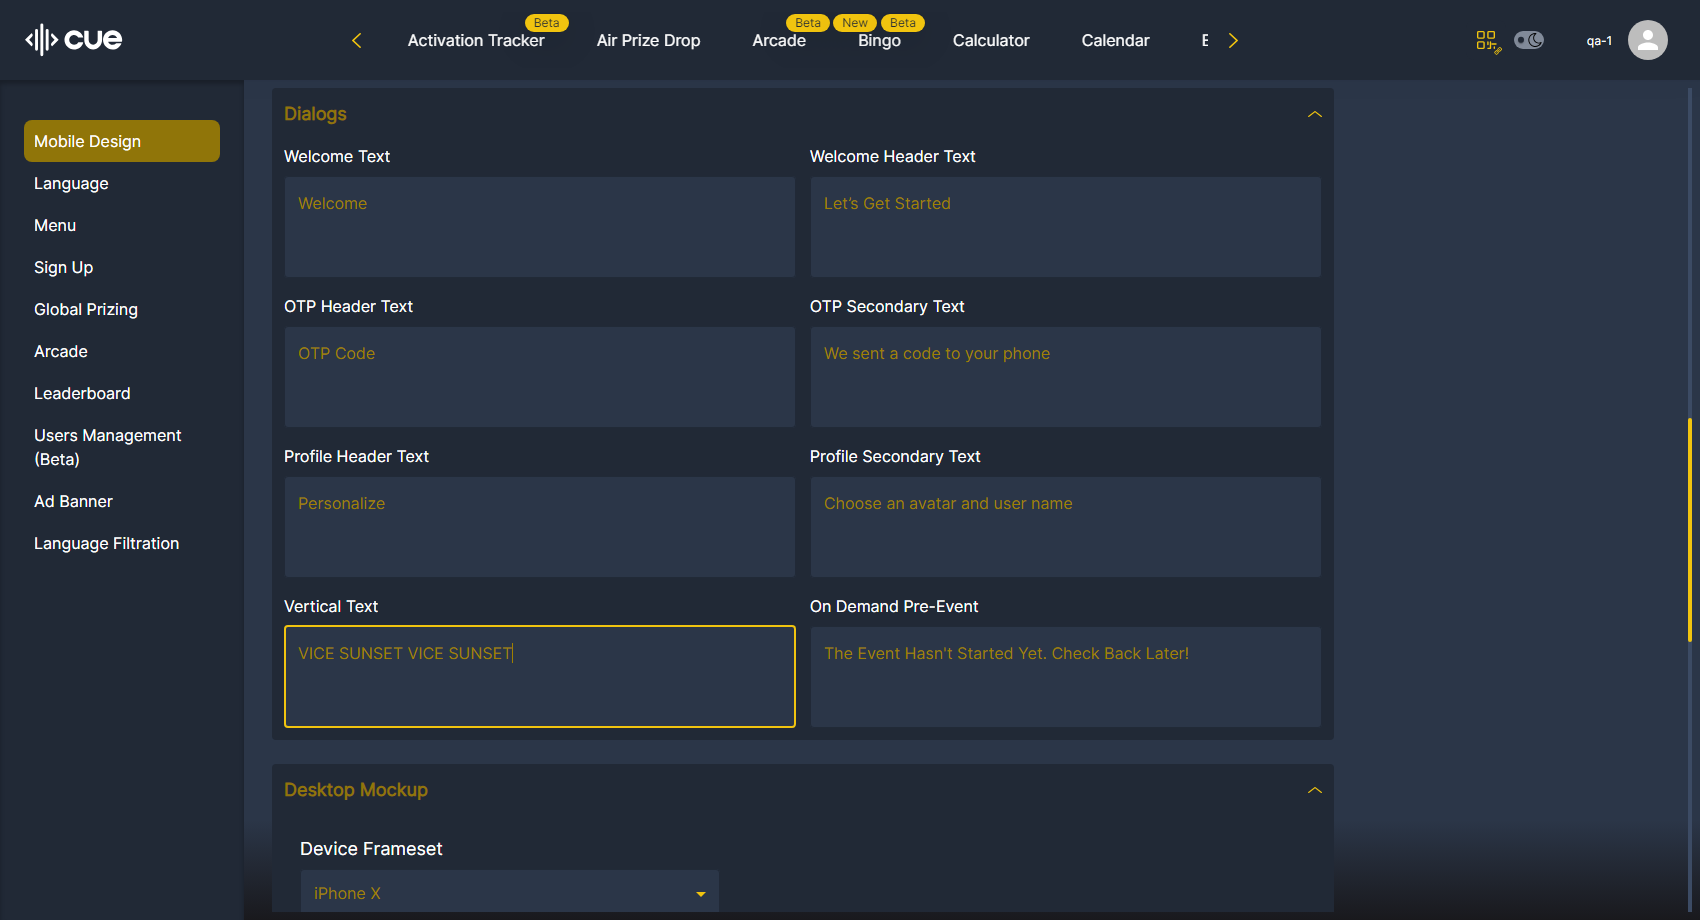 cue
Activation Tracker
Beta
Air Prize Drop
Arcade
Beta
Bingo
New
Beta
Calculator
Calendar
qa-1
Mobile Design
Language
Menu
Sign Up
Global Prizing
Arcade
Leaderboard
Users Management
(Beta)
Ad Banner
Language Filtration
Dialogs
Welcome Text
Welcome
Welcome Header Text
Let’s Get Started
OTP Header Text
OTP Code
OTP Secondary Text
We sent a code to your phone
Profile Header Text
Personalize
Profile Secondary Text
Choose an avatar and user name
Vertical Text
VICE SUNSET VICE SUNSET
On Demand Pre-Event
The Event Hasn't Started Yet. Check Back Later!
Desktop Mockup
Device Frameset
iPhone X